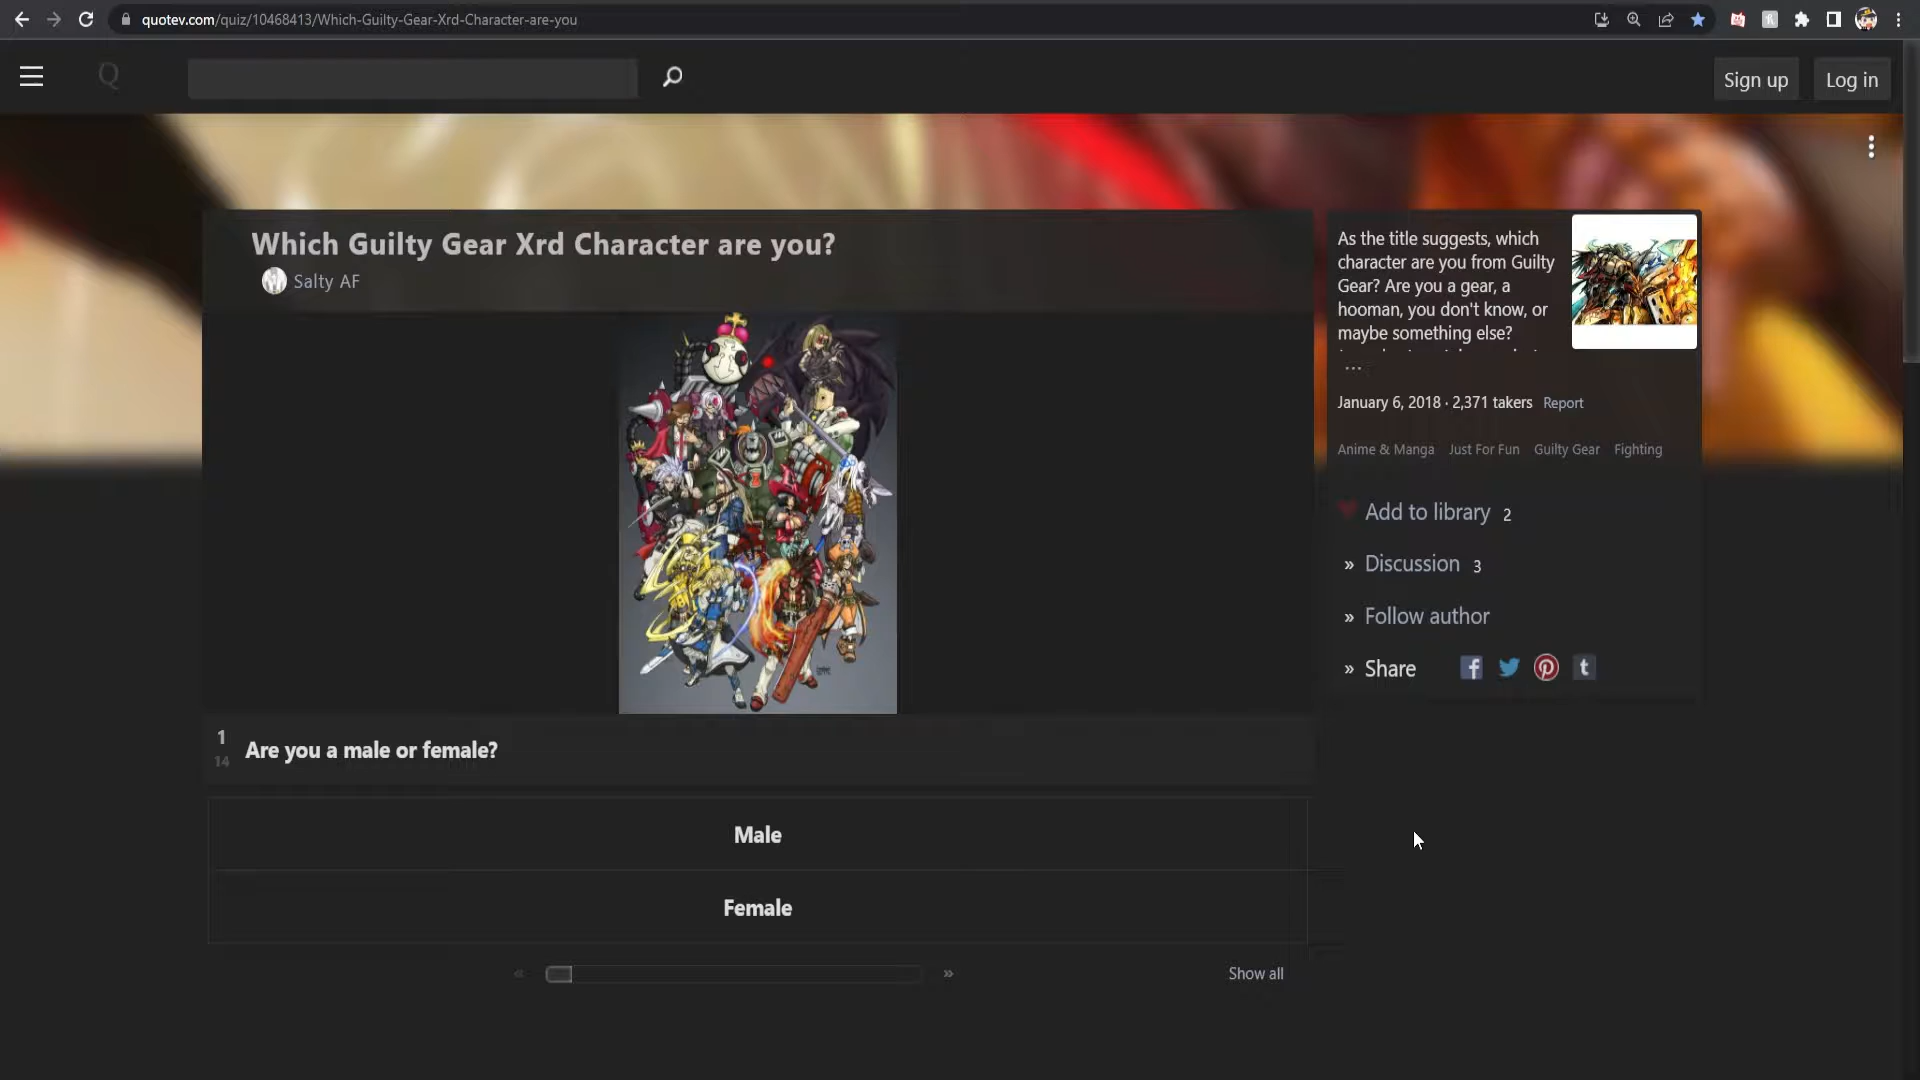 quotev.com/quiz/10468413/Which-Guilty-Gear-Xrd-Character-are-you
Q
Sign up
Log in
Which Guilty Gear Xrd Character are you?
Salty AF
As the title suggests, which
character are you from Guilty
Gear? Are you a gear, a
hooman, you don't know, or
maybe something else?
...
January 6, 2018 · 2,371 takers Report
Anime & Manga Just For Fun Guilty Gear Fighting
Add to library 2
» Discussion 3
» Follow author
» Share
1
14
Are you a male or female?
Male
Female
« »
Show all